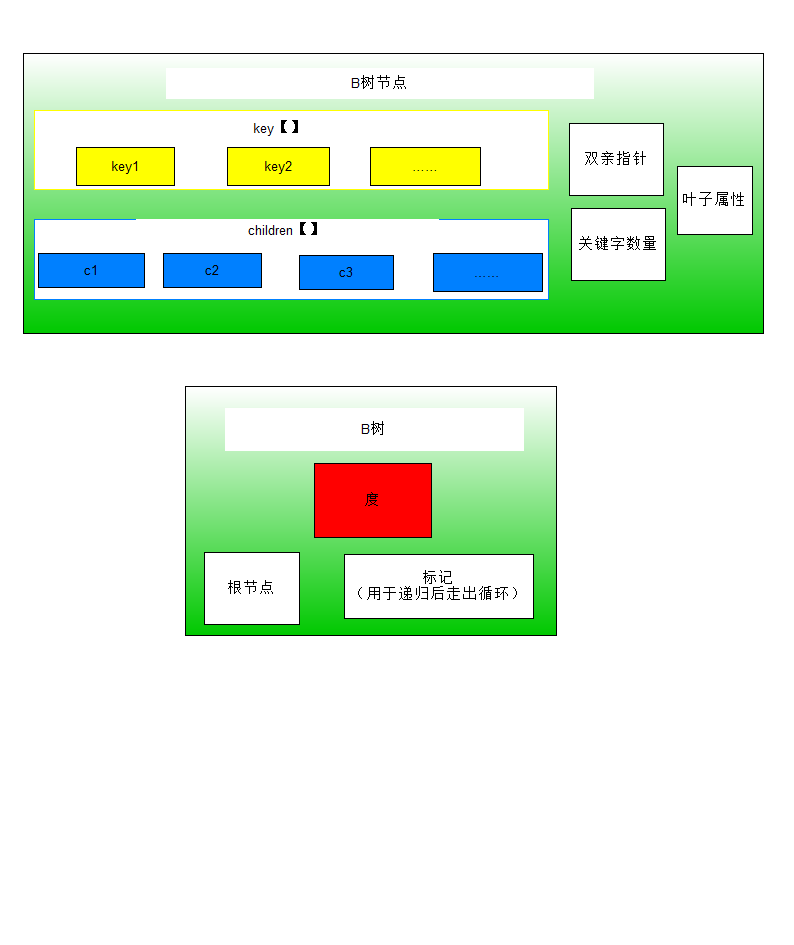 B树节点
key【】
key1
key2
……
双亲指针
叶子属性
children【】
c1
c2
c3
……
关键字数量
B树
度
根节点
标记
（用于递归后走出循环）